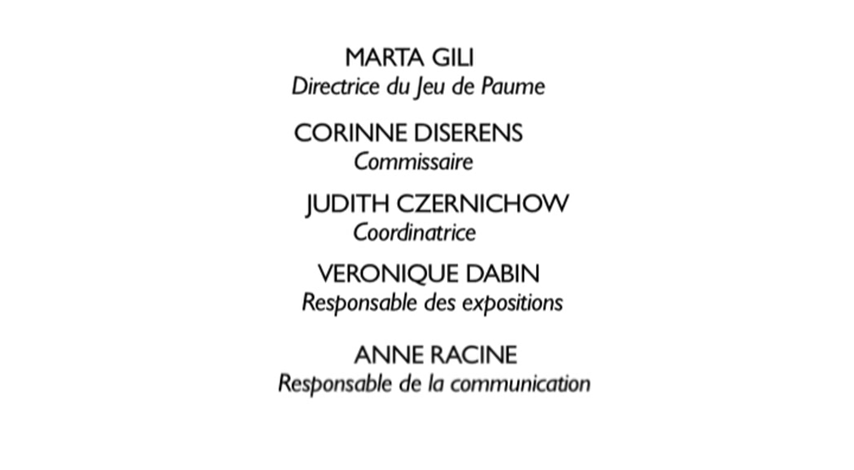 MARTA GILI
Directrice du Jeu de Paume
CORINNE DISERENS
Commissaire
JUDITH CZERNICHOW
Coordinatrice
VERONIQUE DABIN
Responsable des expositions
ANNE RACINE
Responsable de la communication